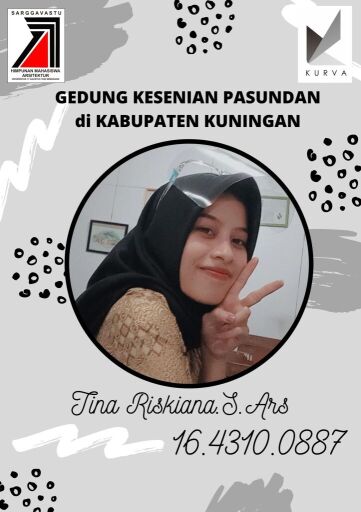 SARGGAVASTU
HIMPUNAN MAHASISWA
ARSITEKTUR
KURVA
GEDUNG KESENIAN PASUNDAN
di KABUPATEN KUNINGAN
Tina Riskiana.S.Ars
16.4310.0887